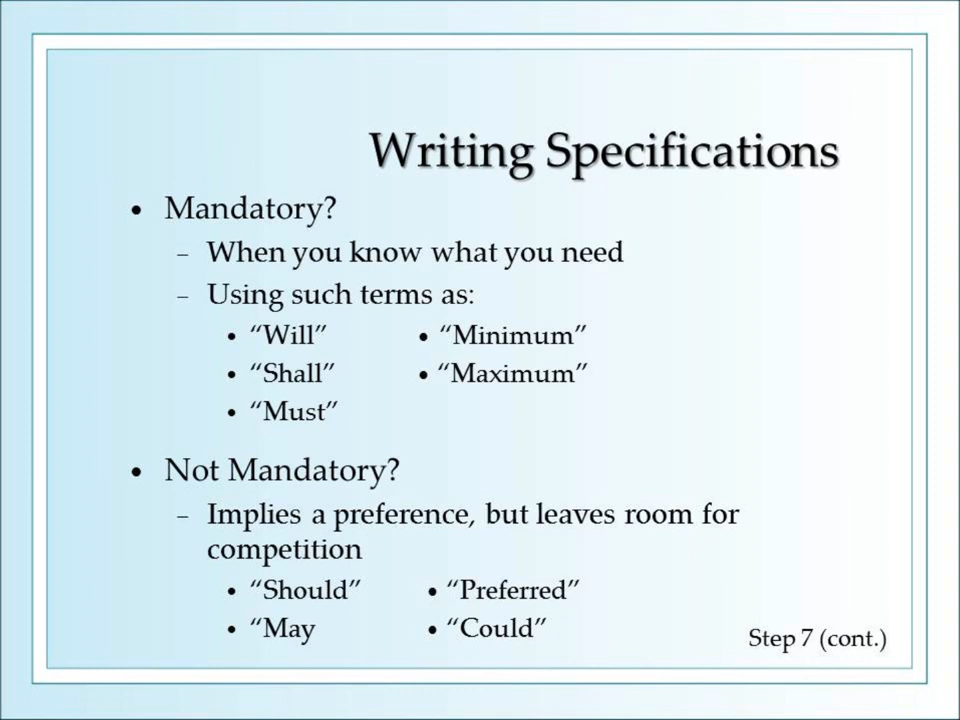 Writing Specifications
• Mandatory?
– When you know what you need
– Using such terms as:
• “Will” • “Minimum”
• “Shall” • “Maximum”
• “Must”
• Not Mandatory?
– Implies a preference, but leaves room for
competition
• “Should” • “Preferred”
• “May • “Could”
Step 7 (cont.)